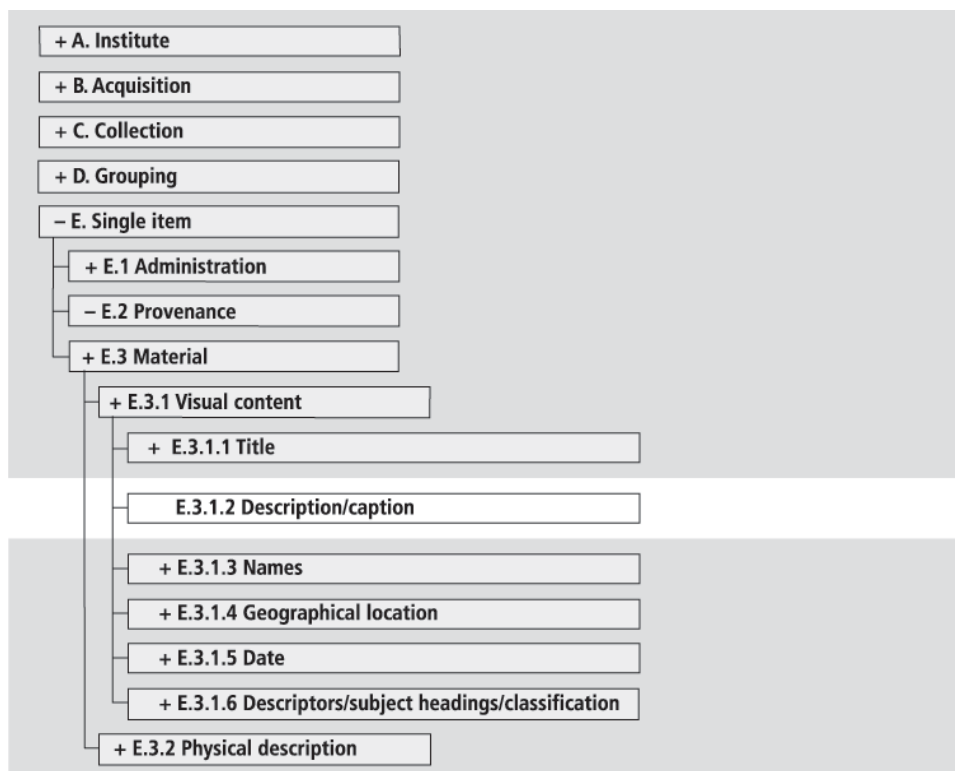 + A. Institute
+ B. Acquisition
+ C. Collection
+ D. Grouping
– E. Single item
+ E.1 Administration
– E.2 Provenance
+ E.3 Material
+ E.3.1 Visual content
+ E.3.1.1 Title
E.3.1.2 Description/caption
+ E.3.1.3 Names
+ E.3.1.4 Geographical location
+ E.3.1.5 Date
+ E.3.1.6 Descriptors/subject headings/classification
+ E.3.2 Physical description